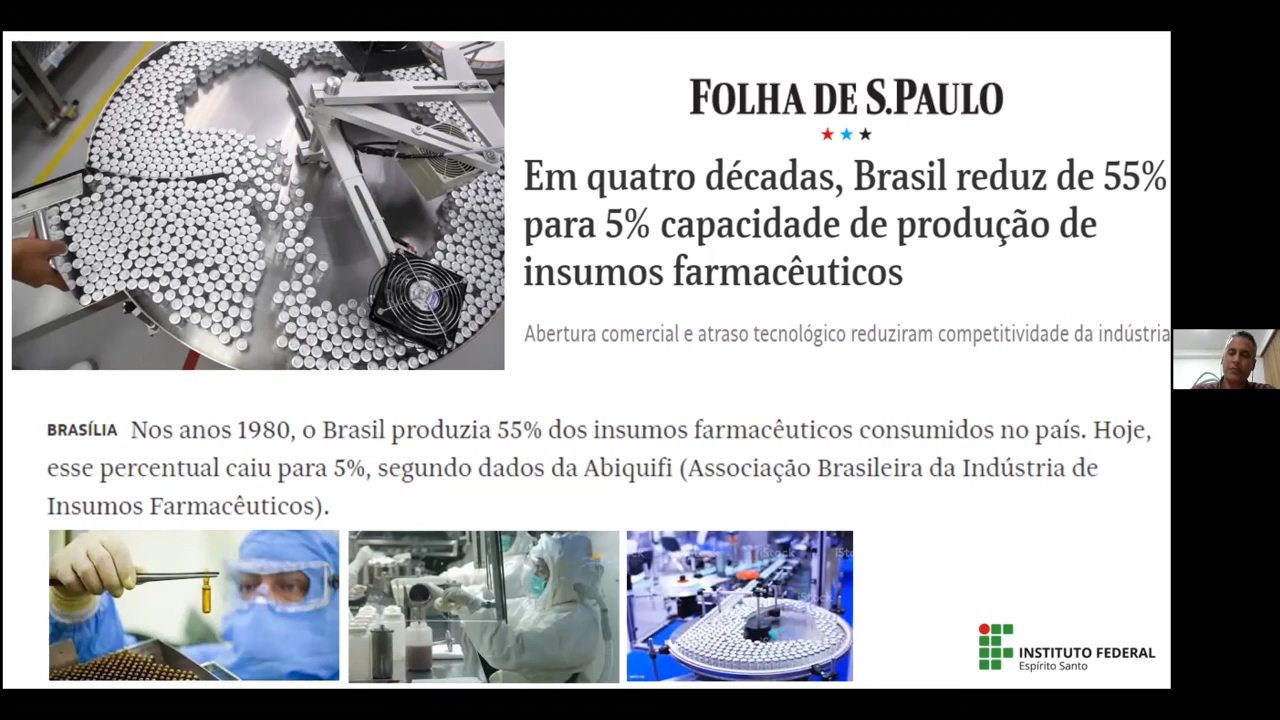 FOLHA DE S.PAULO
Em quatro décadas, Brasil reduz de 55%
para 5% capacidade de produção de
insumos farmacêuticos
Abertura comercial e atraso tecnológico reduziram competitividade da indústria
BRASÍLIA Nos anos 1980, o Brasil produzia 55% dos insumos farmacêuticos consumidos no país. Hoje,
esse percentual caiu para 5%, segundo dados da Abiquifi (Associação Brasileira da Indústria de
Insumos Farmacêuticos).
iStock
iStock
INSTITUTO FEDERAL
Espírito Santo